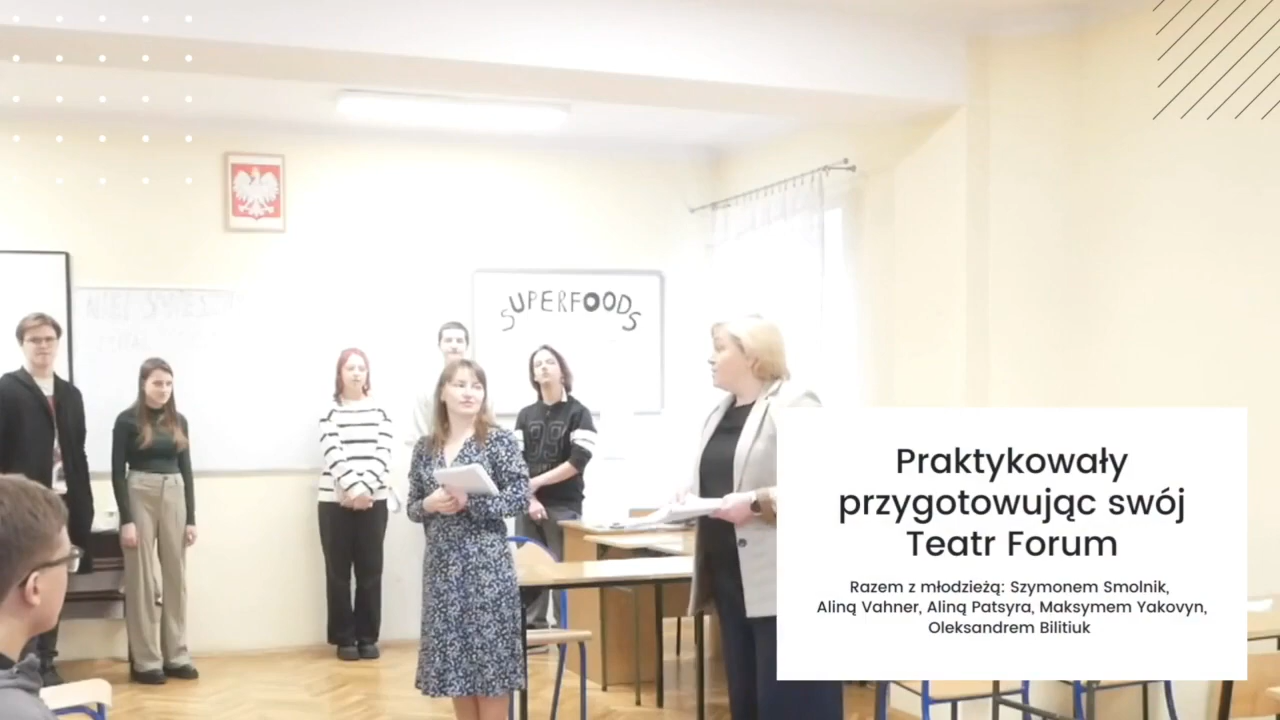 SUPERFOODS
Praktykowały
przygotowując swój
Teatr Forum
Razem z młodzieżą: Szymonem Smolnik,
Aliną Vahner, Aliną Patsyra, Maksymem Yakovyn,
Oleksandrem Bilitiuk